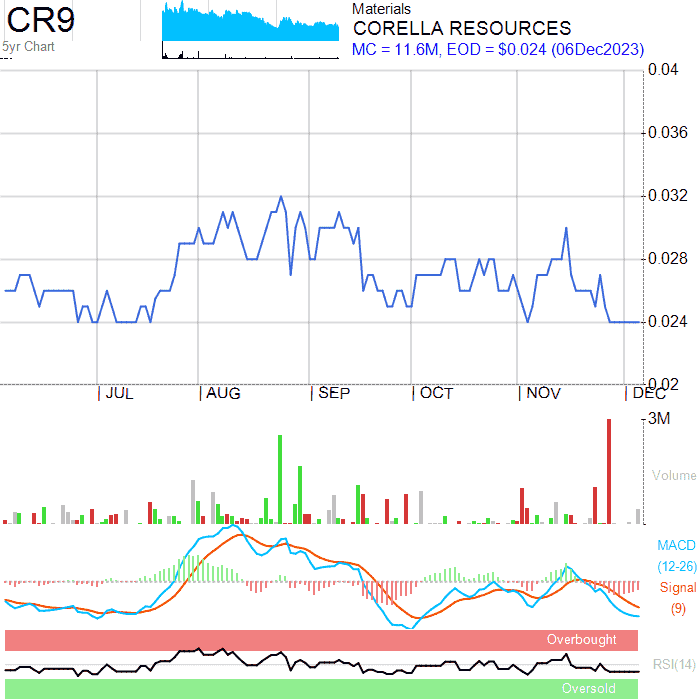 CR9
5yr Chart
Materials
CORELLA RESOURCES
MC = 11.6M, EOD = $0.024 (06Dec2023)
0.04
0.036
0.032
0.028
0.024
0.02
JUL
AUG
SEP
OCT
NOV
DEC
3M
Volume
MACD
(12-26)
Signal
(9)
Overbought
RSI(14)
Oversold